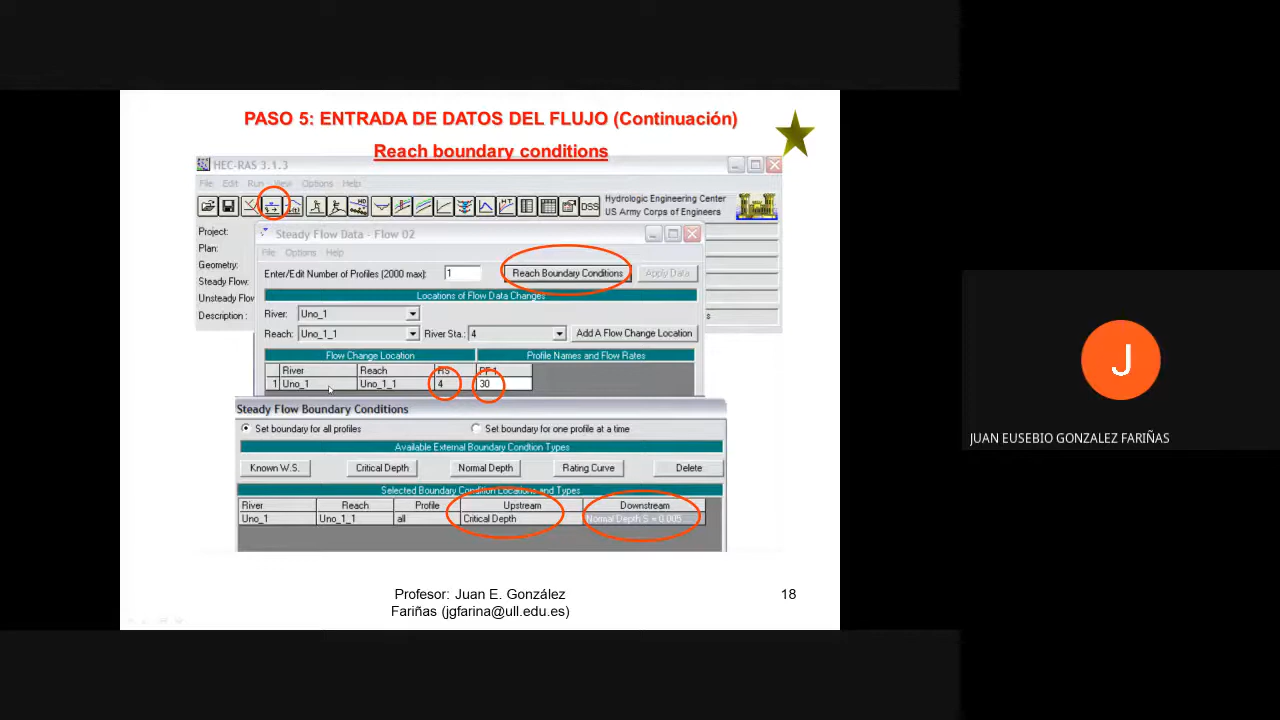 PASO 5: ENTRADA DE DATOS DEL FLUJO (Continuación)
Reach boundary conditions
HEC-RAS 3.1.3
File Edit Run View Options Help
DSS
Hydrologic Engineering Center
US Army Corps of Engineers
Project:
Plan:
Geometry:
Steady Flow:
Unsteady Flow
Description :
Steady Flow Data - Flow 02
File Options Help
Enter/Edit Number of Profiles (2000 max): 1 Reach Boundary Conditions Apply Data
Locations of Flow Data Changes
River: Uno_1
Reach: Uno_1_1 River Sta.: 4 Add A Flow Change Location
Flow Change Location Profile Names and Flow Rates
River Reach RS PF 1
1 Uno_1 Uno_1_1 4 30
Steady Flow Boundary Conditions
Set boundary for all profiles Set boundary for one profile at a time
Available External Boundary Condtion Types
Known W.S. Critical Depth Normal Depth Rating Curve Delete
Selected Boundary Condition Locations and Types
River Reach Profile Upstream Downstream
Uno_1 Uno_1_1 all Critical Depth Normal Depth S = 0.005
Profesor: Juan E. González
Fariñas (jgfarina@ull.edu.es)
18
J
JUAN EUSEBIO GONZALEZ FARIÑAS